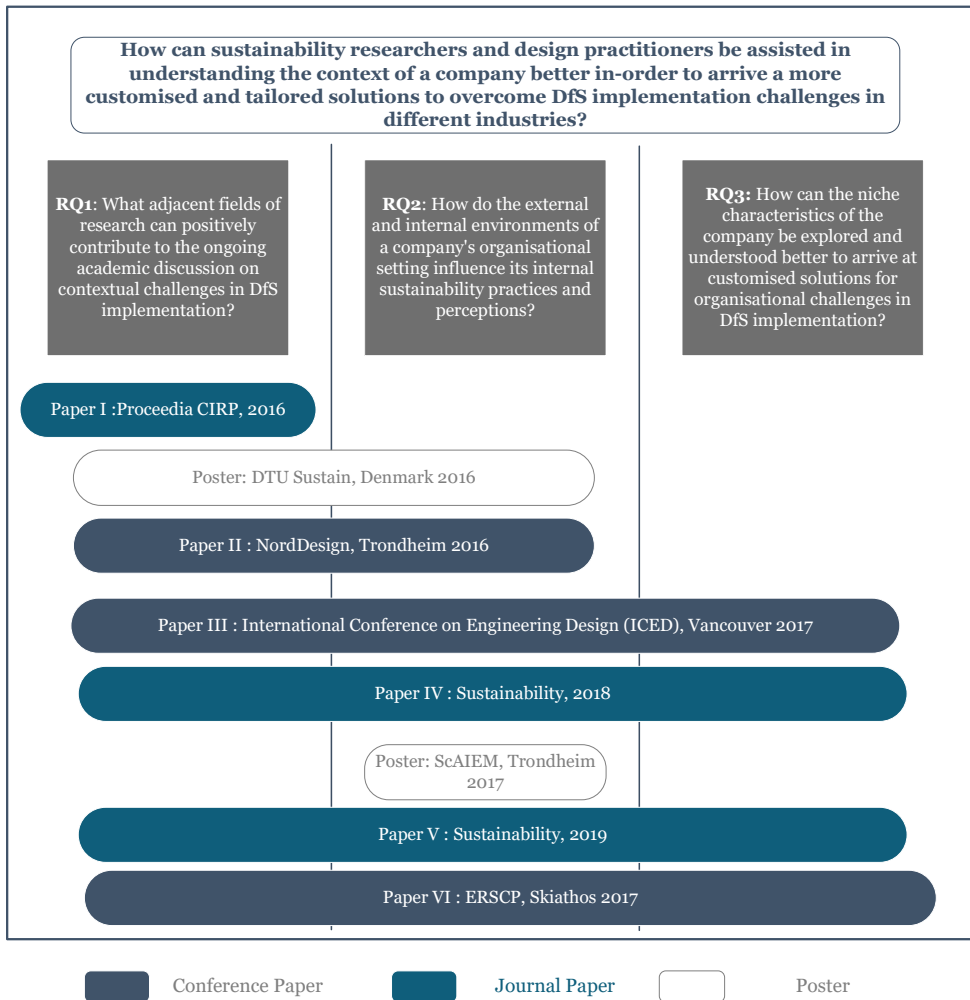 How can sustainability researchers and design practitioners be assisted in
understanding the context of a company better in-order to arrive a more
customised and tailored solutions to overcome DfS implementation challenges in
different industries?
RQ1: What adjacent fields of
research can positively
contribute to the ongoing
academic discussion on
contextual challenges in DfS
implementation?
RQ2: How do the external
and internal environments of
a company's organisational
setting influence its internal
sustainability practices and
perceptions?
RQ3: How can the niche
characteristics of the
company be explored and
understood better to arrive at
customised solutions for
organisational challenges in
DfS implementation?
Paper I :Proceedia CIRP, 2016
Poster: DTU Sustain, Denmark 2016
Paper II : NordDesign, Trondheim 2016
Paper III : International Conference on Engineering Design (ICED), Vancouver 2017
Paper IV : Sustainability, 2018
Poster: ScAIEM, Trondheim
2017
Paper V : Sustainability, 2019
Paper VI : ERSCP, Skiathos 2017
Conference Paper
Journal Paper
Poster